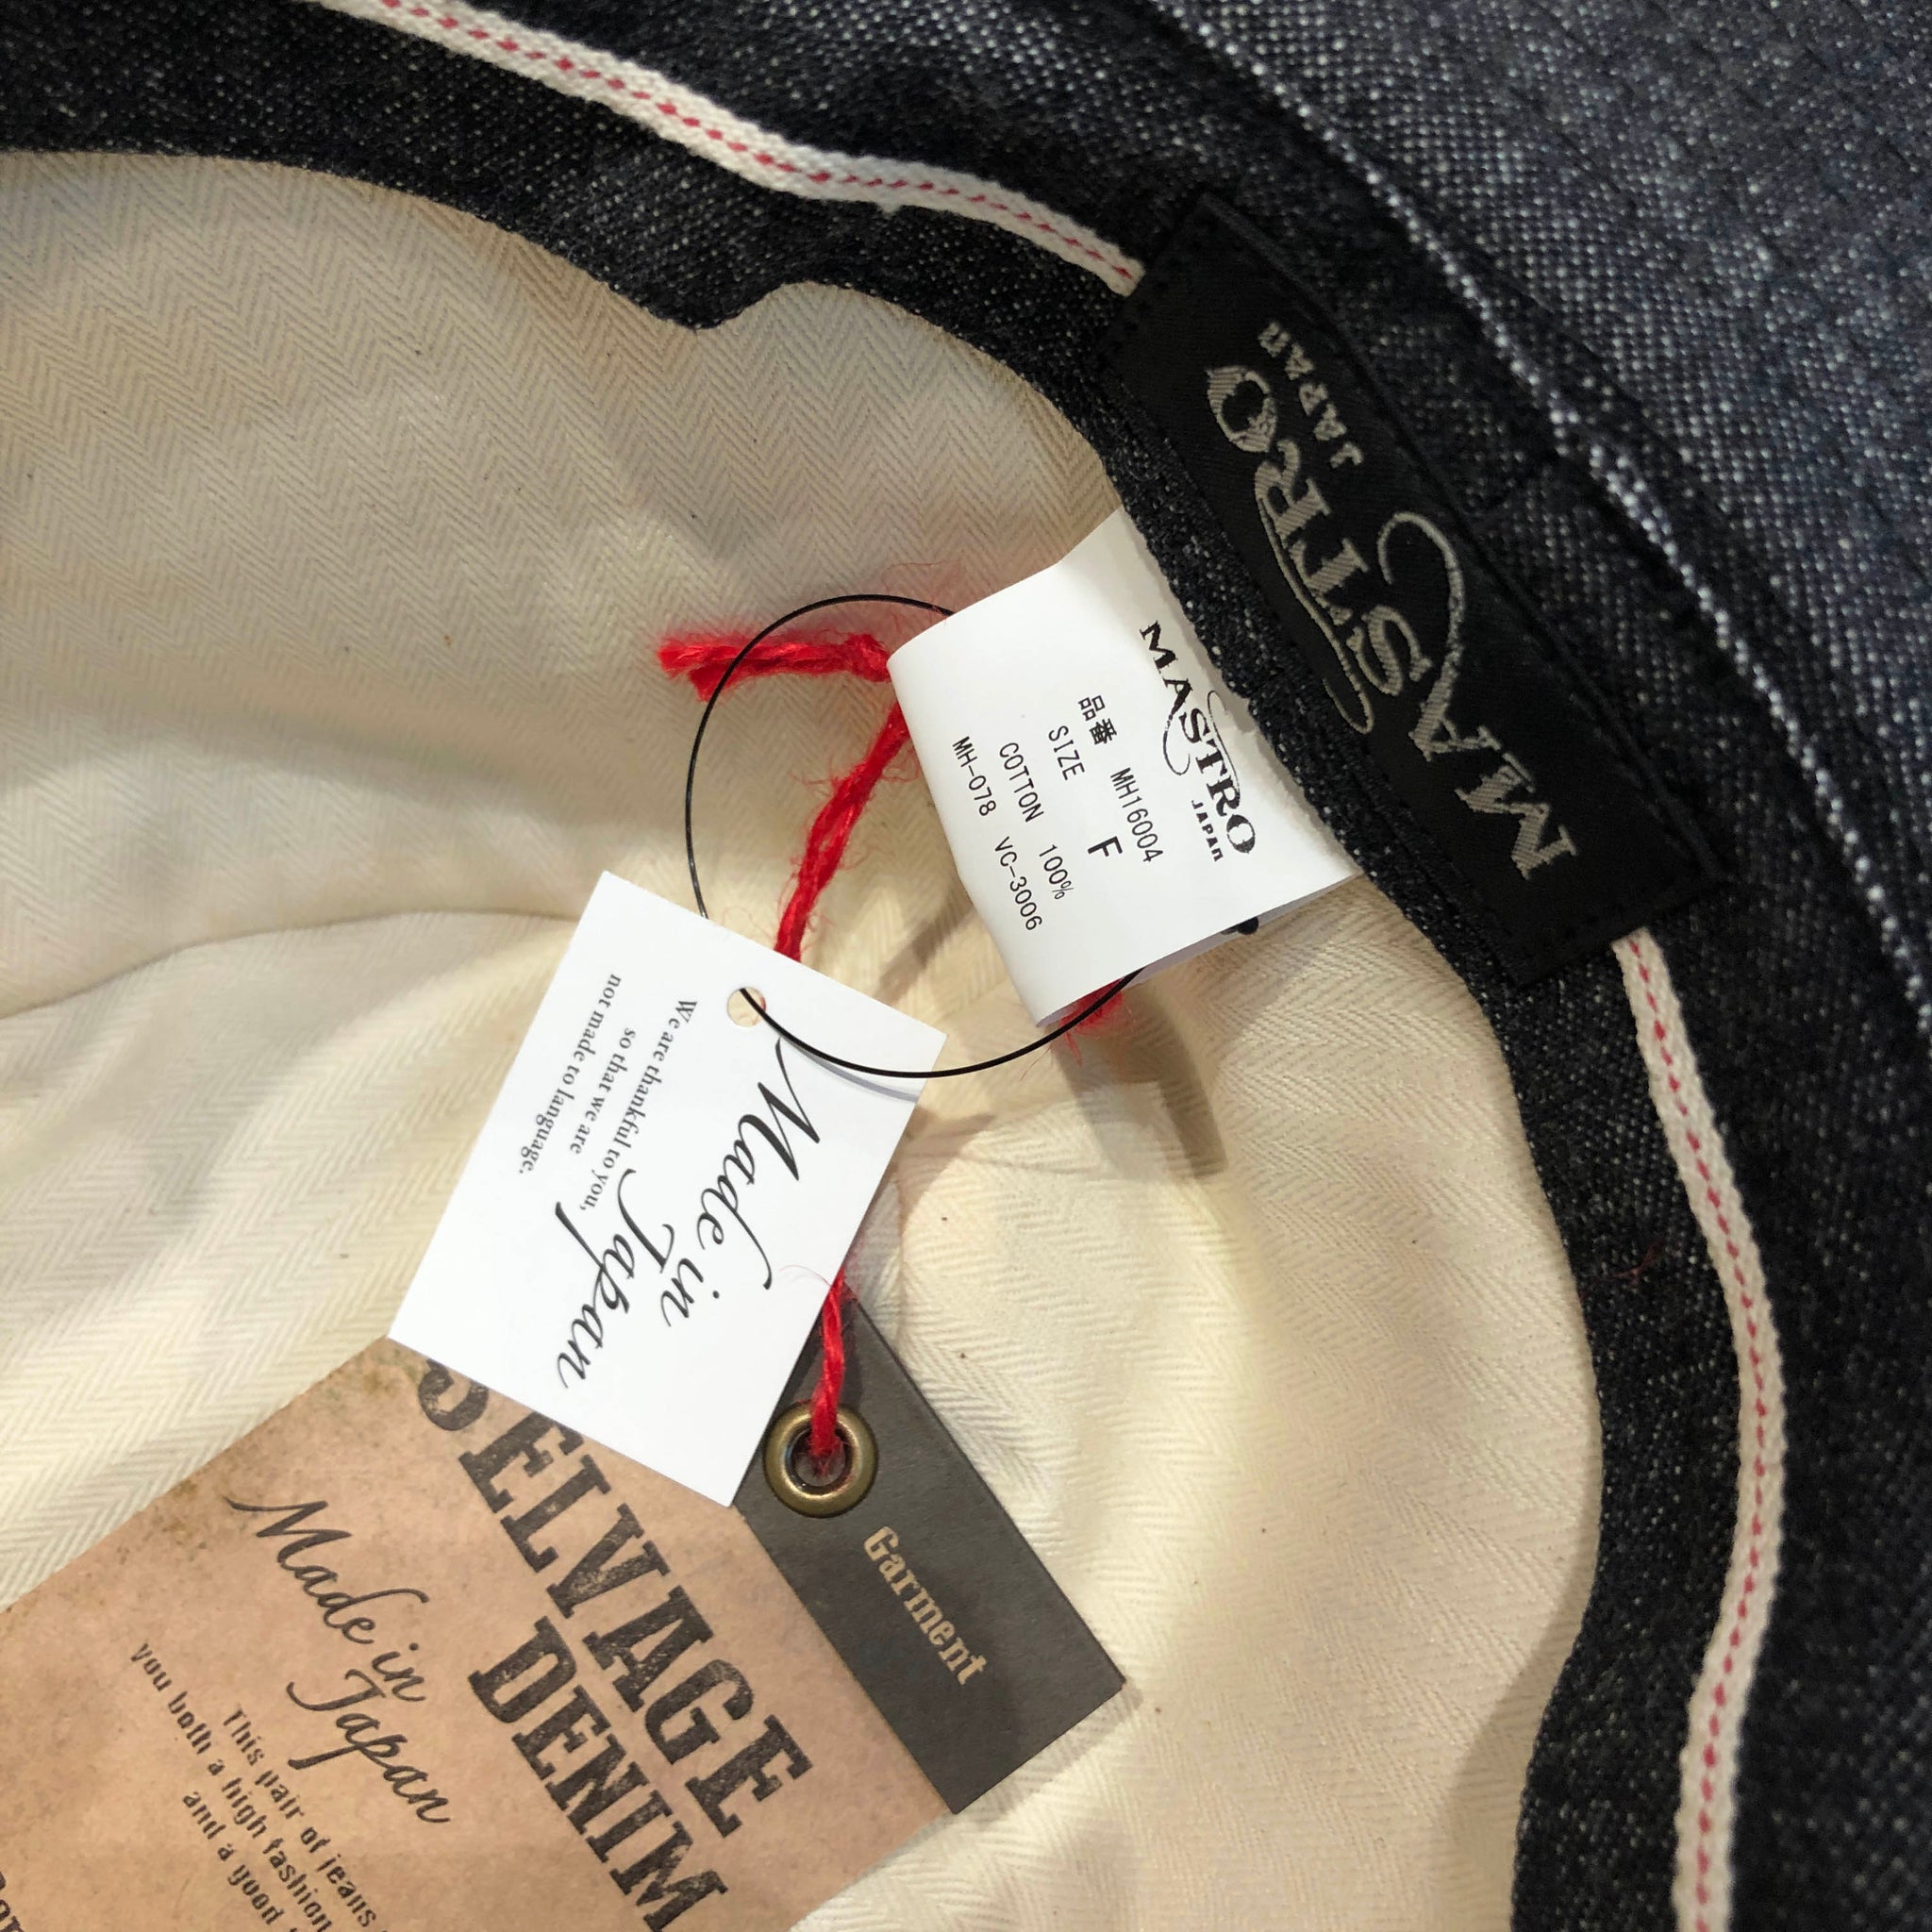 MASTRO
JAPAN
MASTRO
JAPAN
品番 MH16004
SIZE F
COTTON 100%
MH-078 VC-3006
Made in
Japan
We are thankful to you,
so that we are
not made to language.
Garment
SELVAGE
DENIM
Made in
Japan
This pair of jeans
you both a high fashion
and a good